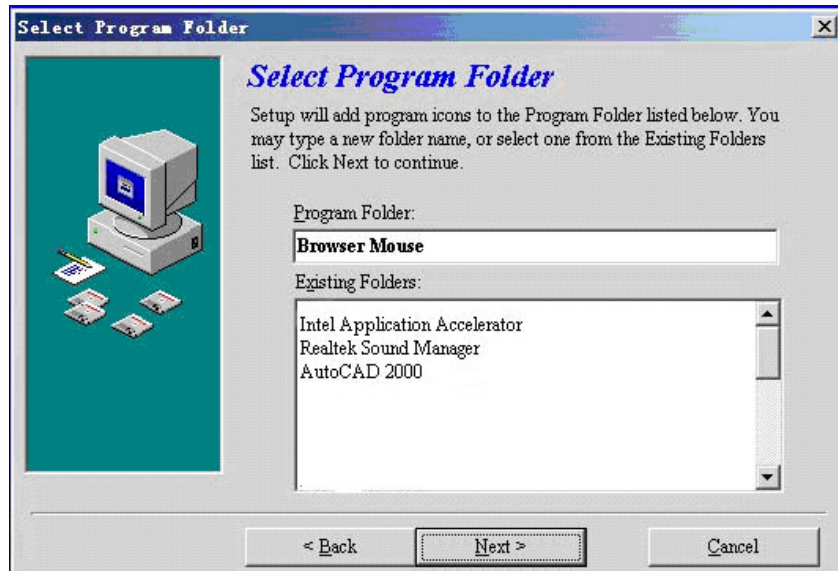 Select Program Folder
Select Program Folder
Setup will add program icons to the Program Folder listed below. You
may type a new folder name, or select one from the Existing Folders
list. Click Next to continue.
Program Folder:
Browser Mouse
Existing Folders:
Intel Application Accelerator
Realtek Sound Manager
AutoCAD 2000
< Back
Next >
Cancel